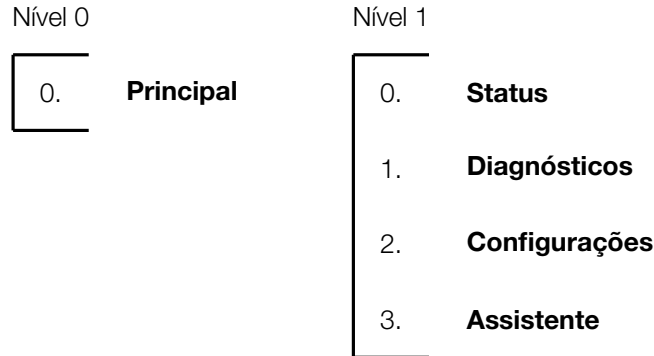 Nível 0
Nível 1
0. Principal
0. Status
1. Diagnósticos
2. Configurações
3. Assistente